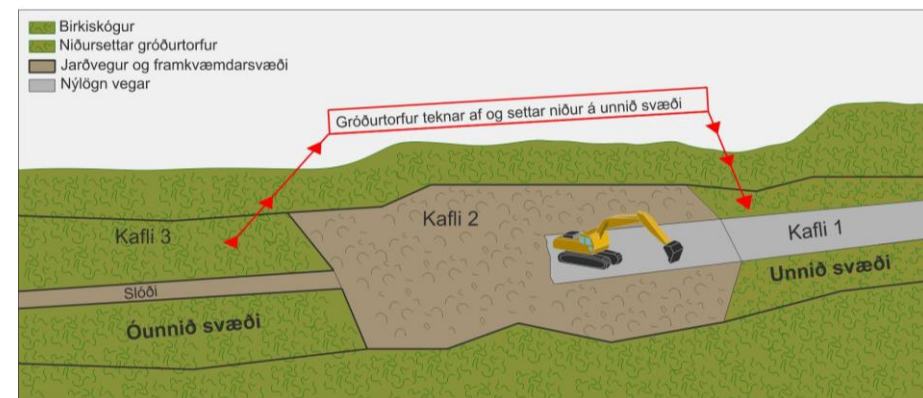 Birkiskógur
Niðursettar gróðurtorfur
Jarðvegur og framkvæmdarsvæði
Nýlögn vegar
Gróðurtorfur teknar af og settar niður á unnið svæði
Kafli 3
Kafli 2
Kafli 1
Slóði
Óunnið svæði
Unnið svæði